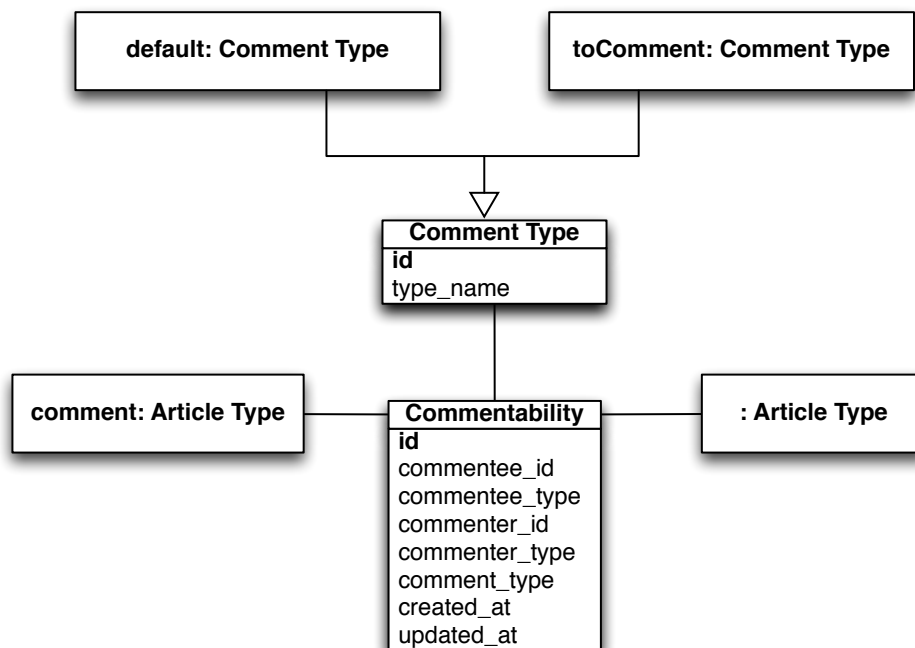 default: Comment Type
toComment: Comment Type
Comment Type
id
type_name
comment: Article Type
Commentability
: Article Type
id
commentee_id
commentee_type
commenter_id
commenter_type
comment_type
created_at
updated_at